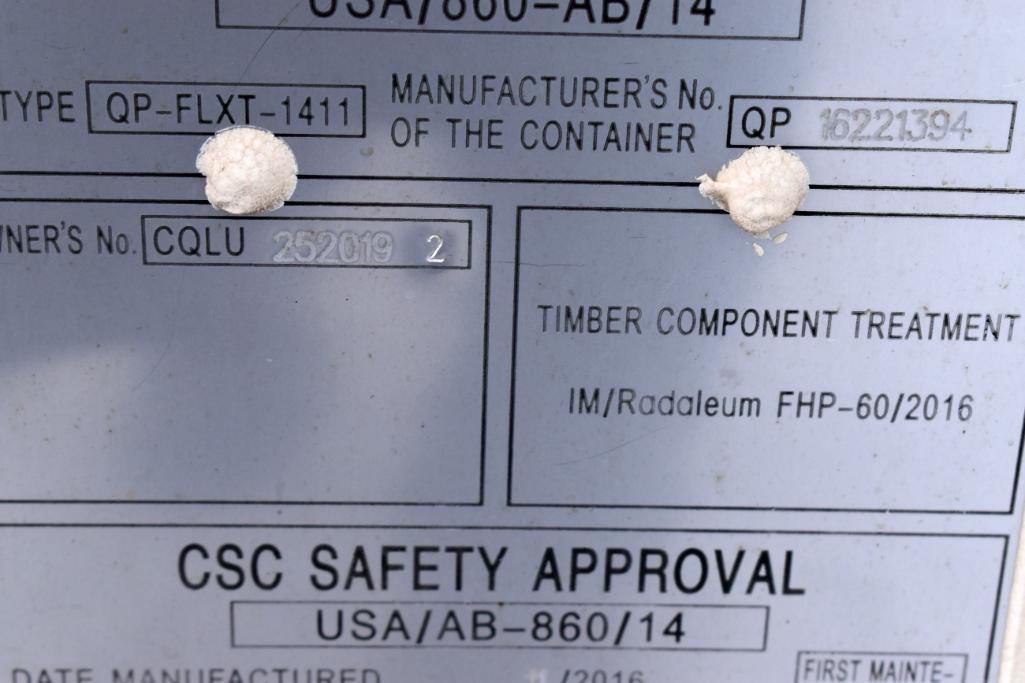 USA/860-AB/14
TYPE QP-FLXT-1411 MANUFACTURER'S No. OF THE CONTAINER QP 16221394
NER'S No. CQLU 252019 2
TIMBER COMPONENT TREATMENT
IM/Radaleum FHP-60/2016
CSC SAFETY APPROVAL
USA/AB-860/14
DATE MANUFACTURED /2016
FIRST MAINTE-